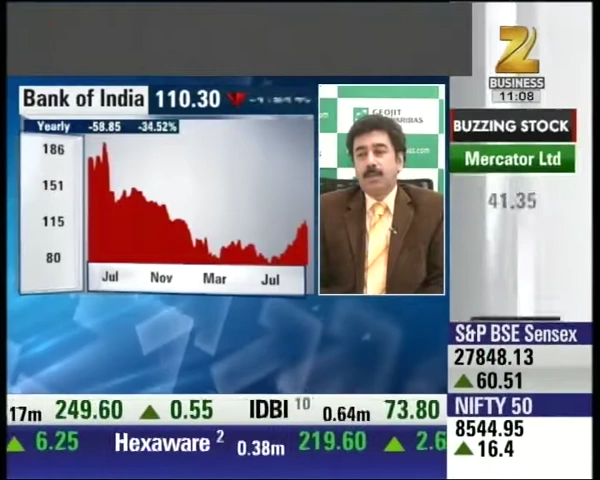 Z
BUSINESS
11:08
Bank of India 110.30
Yearly -58.85 -34.52%
186
151
115
80
Jul Nov Mar Jul
GEOJIT
BUZZING STOCK
Mercator Ltd
41.35
S&P BSE Sensex
27848.13
60.51
NIFTY 50
8544.95
16.4
17m 249.60 0.55 IDBI 10 0.64m 73.80
6.25 Hexaware 2 0.38m 219.60 2.6